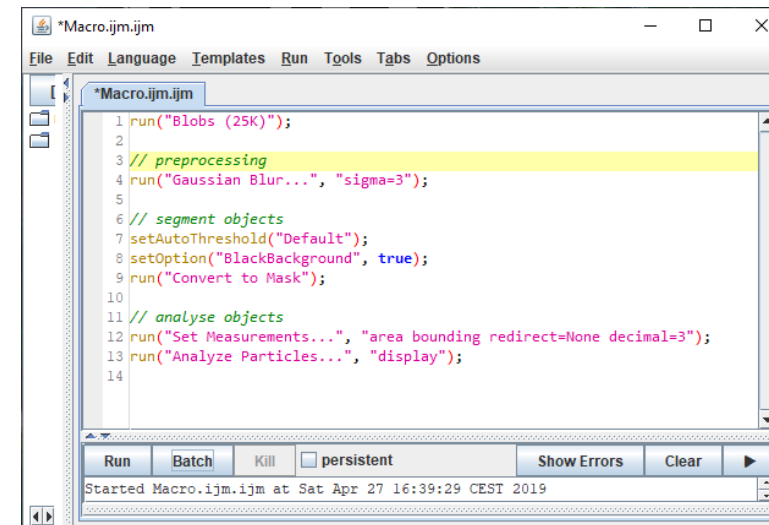 *Macro.ijm.ijm
File Edit Language Templates Run Tools Tabs Options
*Macro.ijm.ijm
1 run("Blobs (25K)");
2
3 // preprocessing
4 run("Gaussian Blur...", "sigma=3");
5
6 // segment objects
7 setAutoThreshold("Default");
8 setOption("BlackBackground", true);
9 run("Convert to Mask");
10
11 // analyse objects
12 run("Set Measurements...", "area bounding redirect=None decimal=3");
13 run("Analyze Particles...", "display");
14
Run Batch Kill persistent Show Errors Clear
Started Macro.ijm.ijm at Sat Apr 27 16:39:29 CEST 2019